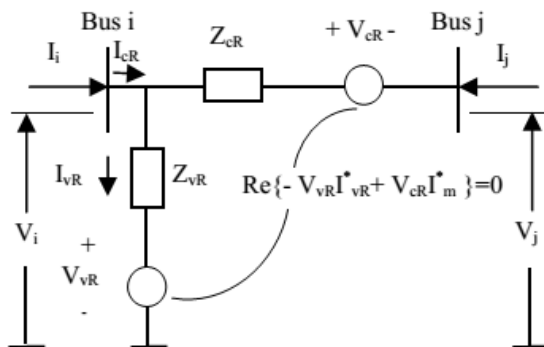 Bus i
Bus j
I_i
I_cR
Z_cR
+ V_cR -
I_j
I_vR
Z_vR
Re{- V_vR I*_vR + V_cR I*_m }=0
V_i
V_j
+
V_vR
-